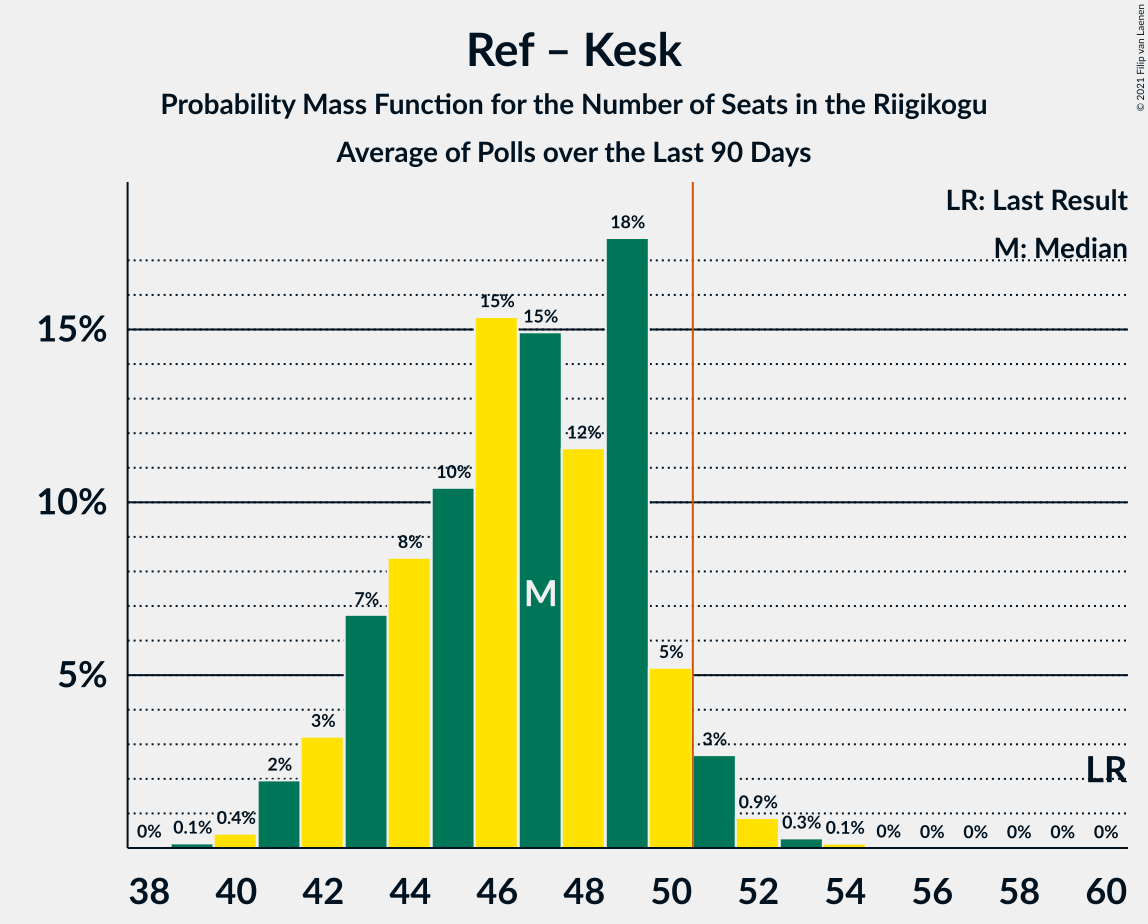 Ref – Kesk
Probability Mass Function for the Number of Seats in the Riigikogu
Average of Polls over the Last 90 Days
© 2021 Filip van Laenen
LR: Last Result
M: Median
15%
10%
5%
0%
0.1%
0.4%
2%
3%
7%
8%
10%
15%
15%
12%
18%
5%
3%
0.9%
0.3%
0.1%
0%
0%
0%
0%
0%
0%
M
LR
38 40 42 44 46 48 50 52 54 56 58 60